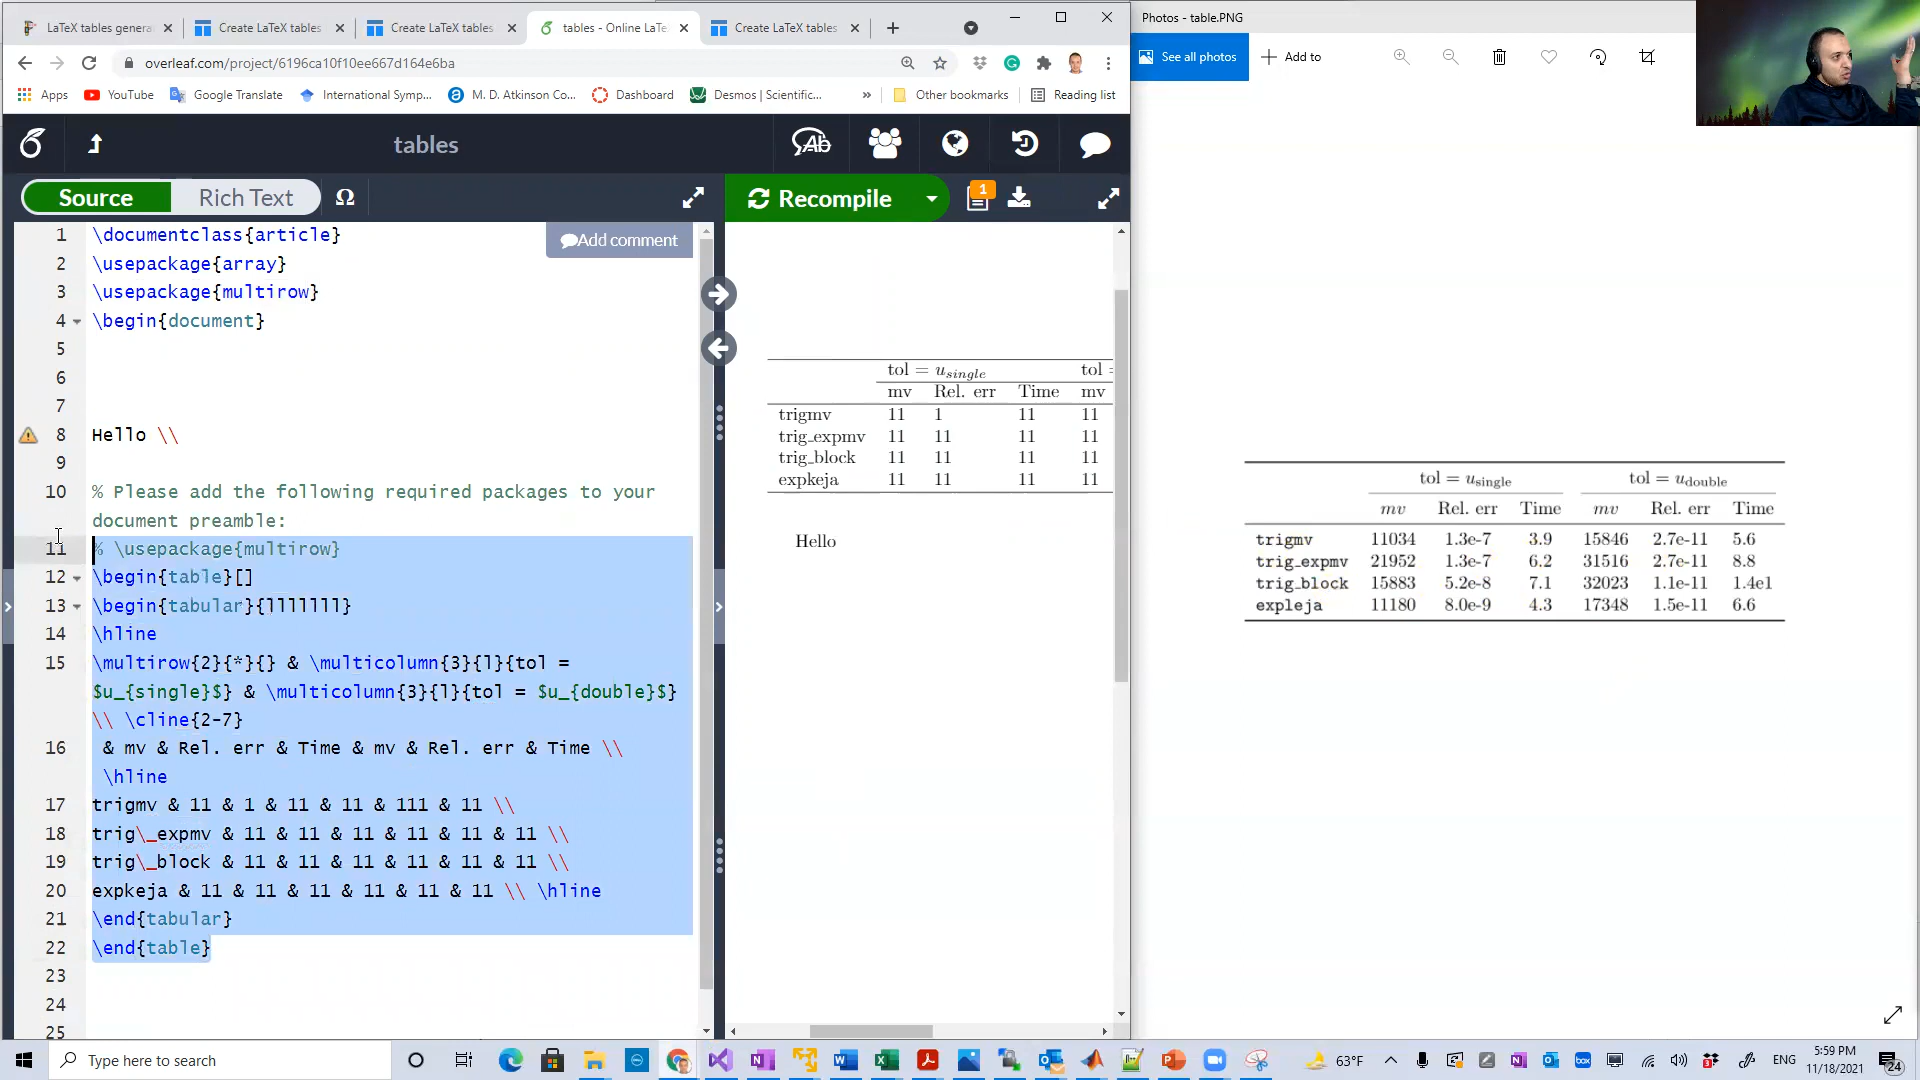 LaTeX tables genera
Create LaTeX tables
Create LaTeX tables
tables - Online LaTe
Create LaTeX tables
Photos - table.PNG
overleaf.com/project/6196ca10f10ee667d164e6ba
See all photos
Add to
Apps
YouTube
Google Translate
International Symp...
M. D. Atkinson Co...
Dashboard
Desmos | Scientific...
»
Other bookmarks
Reading list
tables
Source
Rich Text
Ω
Recompile
1
Add comment
1 \documentclass{article}
2 \usepackage{array}
3 \usepackage{multirow}
4 \begin{document}
5
6
7
8 Hello \\
9
10 % Please add the following required packages to your
document preamble:
11 % \usepackage{multirow}
12 \begin{table}[]
13 \begin{tabular}{lllllll}
14 \hline
15 \multirow{2}{*}{} & \multicolumn{3}{l}{tol =
$u_{single}$} & \multicolumn{3}{l}{tol = $u_{double}$}
\\ \cline{2-7}
16 & mv & Rel. err & Time & mv & Rel. err & Time \\
\hline
17 trigmv & 11 & 1 & 11 & 11 & 111 & 11 \\
18 trig\_expmv & 11 & 11 & 11 & 11 & 11 & 11 \\
19 trig\_block & 11 & 11 & 11 & 11 & 11 & 11 \\
20 expkeja & 11 & 11 & 11 & 11 & 11 & 11 \\ \hline
21 \end{tabular}
22 \end{table}
23
24
25
tol = u_single tol =
mv Rel. err Time mv
trigmv 11 1 11 11
trig_expmv 11 11 11 11
trig_block 11 11 11 11
expkeja 11 11 11 11
Hello
tol = u_single tol = u_double
mv Rel. err Time mv Rel. err Time
trigmv 11034 1.3e-7 3.9 15846 2.7e-11 5.6
trig_expmv 21952 1.3e-7 6.2 31516 2.7e-11 8.8
trig_block 15883 5.2e-8 7.1 32023 1.1e-11 1.4e1
expleja 11180 8.0e-9 4.3 17348 1.5e-11 6.6
Type here to search
63°F
ENG
5:59 PM
11/18/2021
24